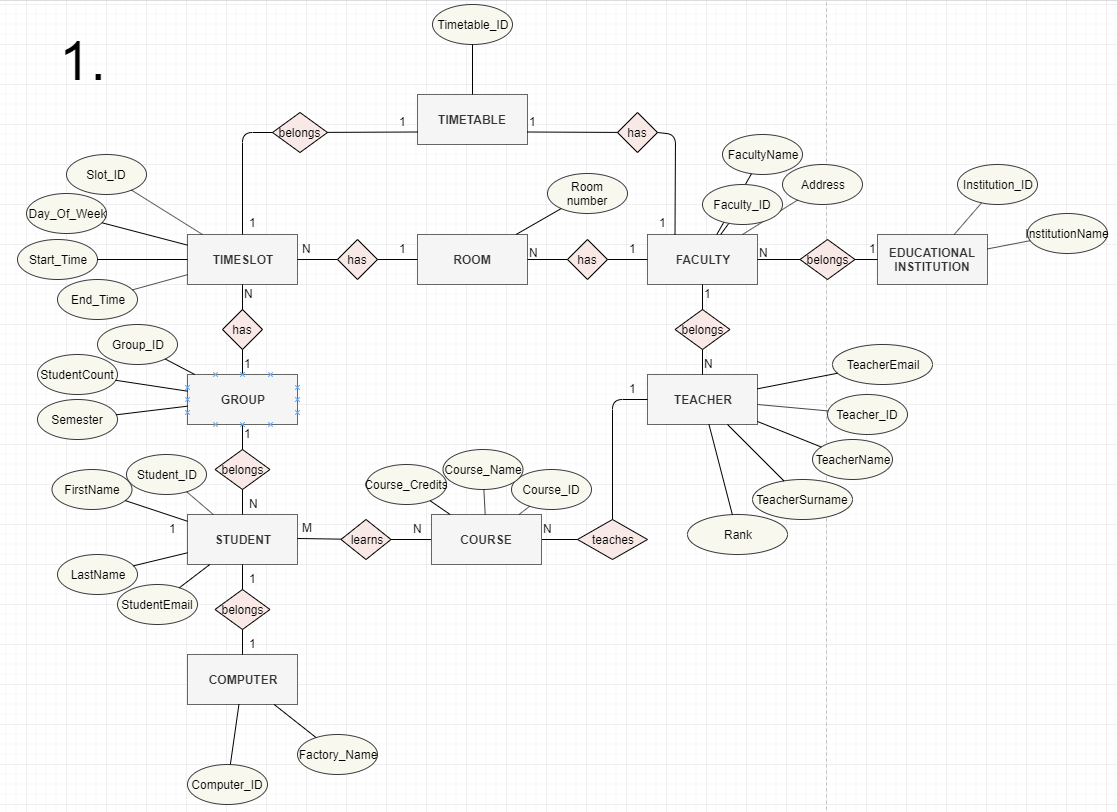 1.
Timetable_ID
TIMETABLE
1
1
belongs
has
FacultyName
Slot_ID
Room
number
Address
Institution_ID
Day_Of_Week
Faculty_ID
InstitutionName
1
1
Start_Time
TIMESLOT
N
has
1
ROOM
N
has
1
FACULTY
N
belongs
1
EDUCATIONAL
INSTITUTION
End_Time
N
1
has
belongs
Group_ID
1
N
TeacherEmail
StudentCount
GROUP
1
TEACHER
Semester
Teacher_ID
1
TeacherName
belongs
Student_ID
Course_Name
FirstName
Course_Credits
Course_ID
TeacherSurname
N
1
STUDENT
M
learns
N
COURSE
N
teaches
Rank
LastName
1
StudentEmail
belongs
1
COMPUTER
Factory_Name
Computer_ID